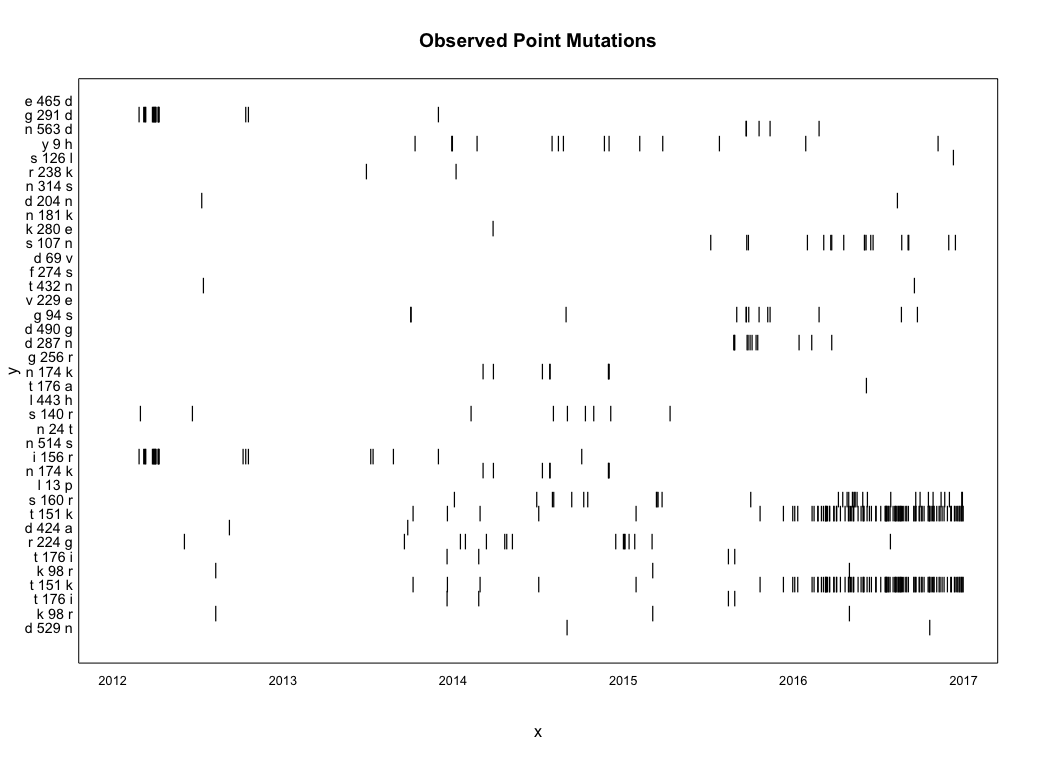 Observed Point Mutations
e 465 d
g 291 d
n 563 d
y 9 h
s 126 l
r 238 k
n 314 s
d 204 n
n 181 k
k 280 e
s 107 n
d 69 v
f 274 s
t 432 n
v 229 e
g 94 s
d 490 g
d 287 n
g 256 r
y
n 174 k
t 176 a
l 443 h
s 140 r
n 24 t
n 514 s
i 156 r
n 174 k
l 13 p
s 160 r
t 151 k
d 424 a
r 224 g
t 176 i
k 98 r
t 151 k
t 176 i
k 98 r
d 529 n
2012 2013 2014 2015 2016 2017
x